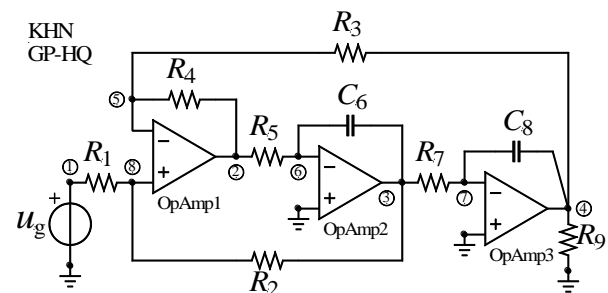 KHN
GP-HQ
R3
R4
⑤
C6
R5
C8
① R1 ⑧
− + OpAmp1
②
⑥
− + OpAmp2
③
R7
⑦
− + OpAmp3
④
+ ug
R2
R9